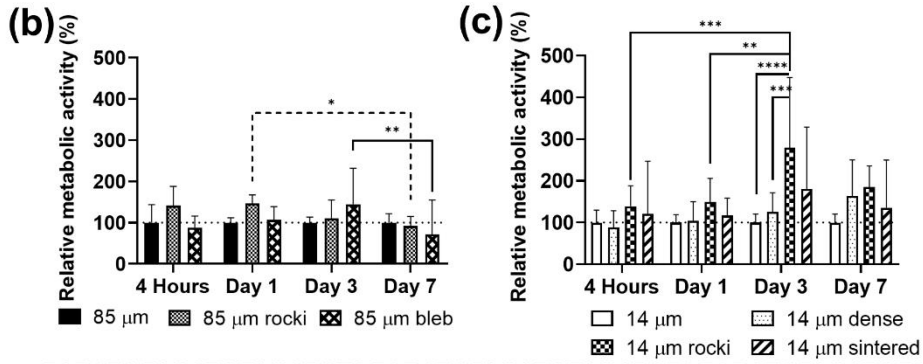 (b)
Relative metabolic activity (%)
500
400
300
200
100
0
*
**
4 Hours Day 1 Day 3 Day 7
85 μm 85 μm rocki 85 μm bleb
(c)
Relative metabolic activity (%)
500
400
300
200
100
0
***
**
****
***
4 Hours Day 1 Day 3 Day 7
14 μm 14 μm dense
14 μm rocki 14 μm sintered